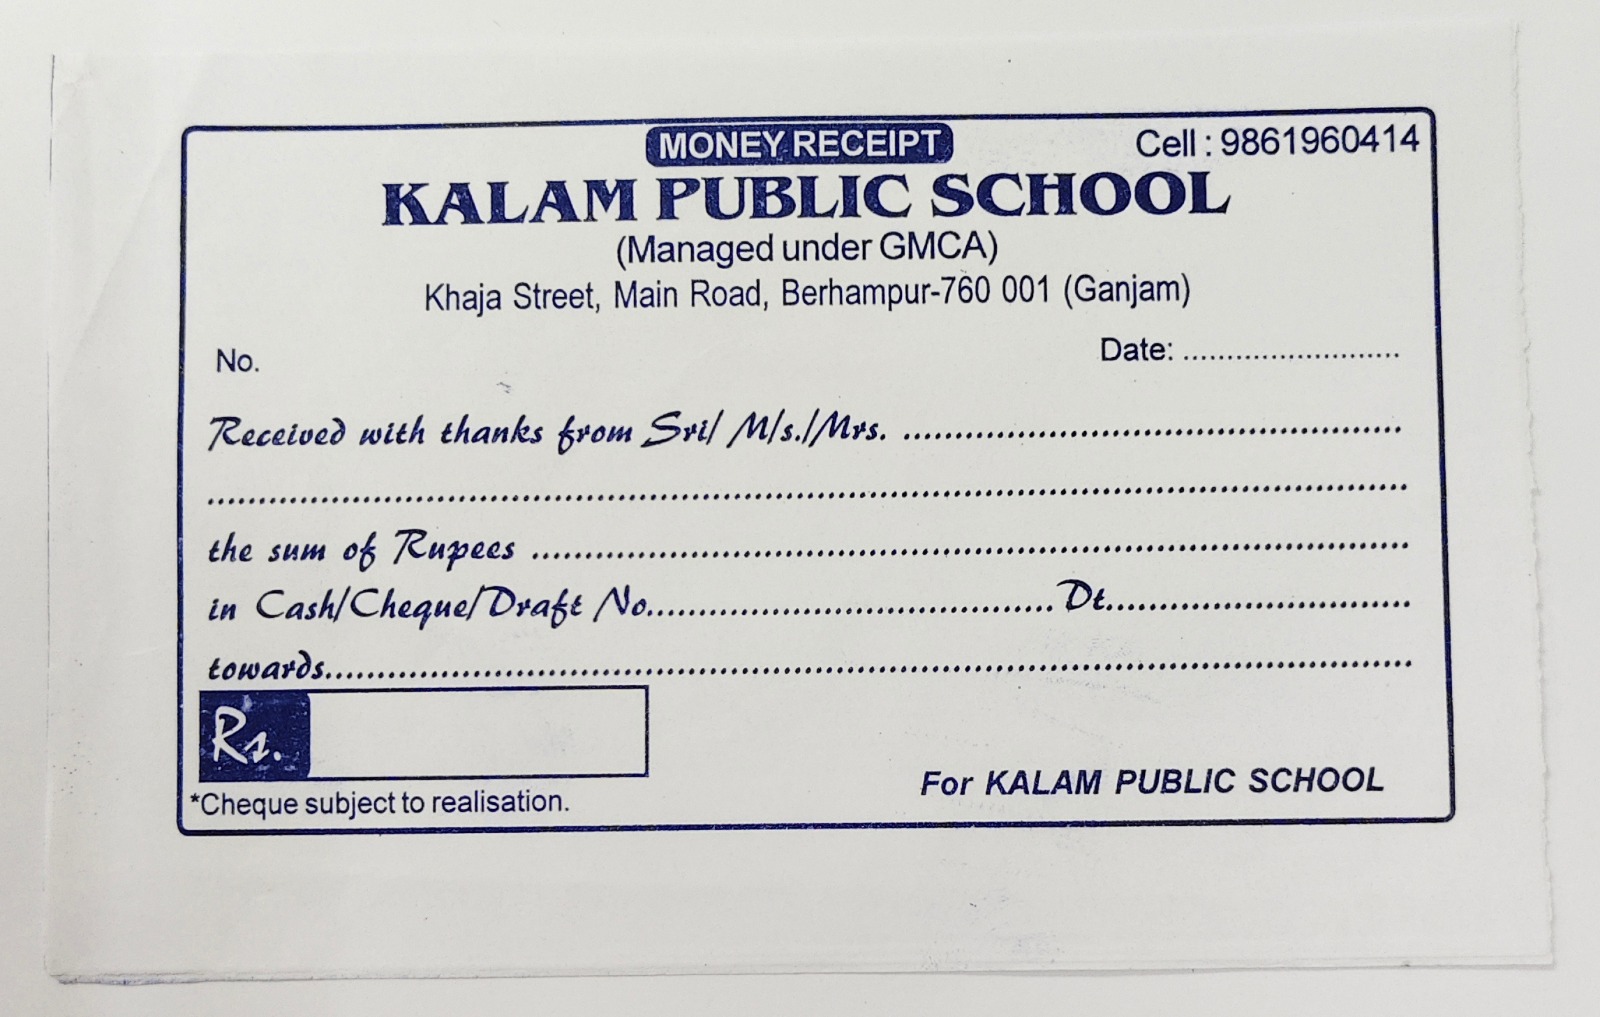 MONEY RECEIPT Cell : 9861960414
KALAM PUBLIC SCHOOL
(Managed under GMCA)
Khaja Street, Main Road, Berhampur-760 001 (Ganjam)
No. Date: .........................
Received with thanks from Sri/ M/s./Mrs. ..................................................
........................................................................................................................
the sum of Rupees ........................................................................................
in Cash/Cheque/Draft No.........................................Dt...............................
towards.............................................................................................................
Rs.
For KALAM PUBLIC SCHOOL
*Cheque subject to realisation.